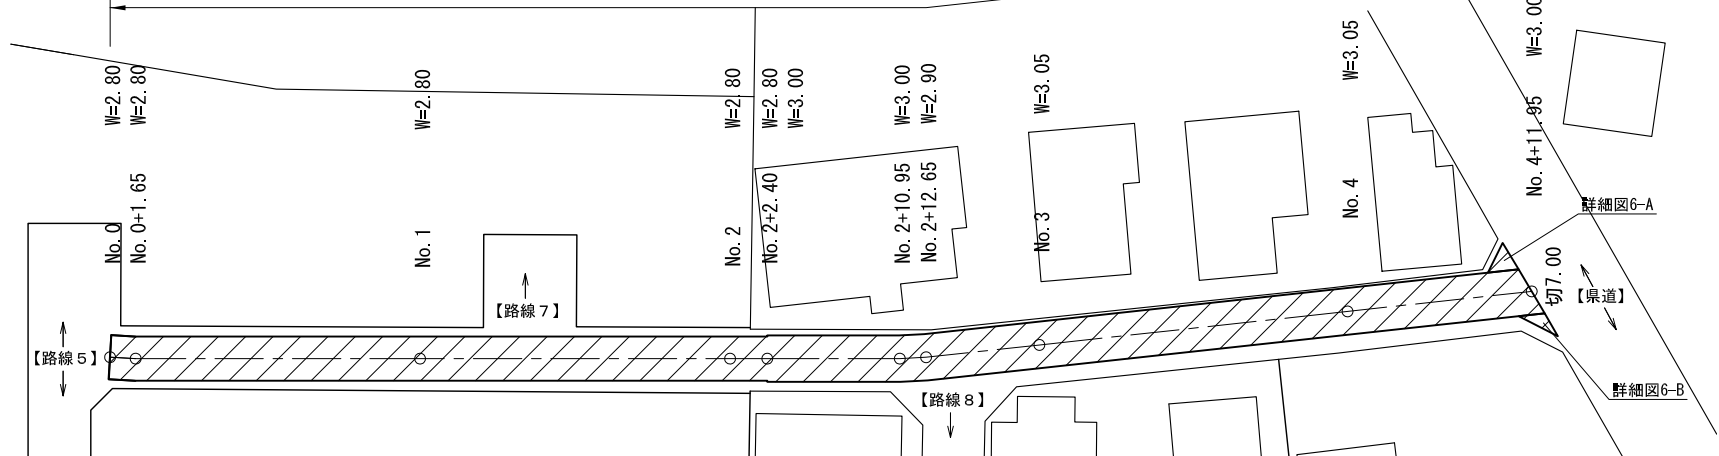 W=2.80
W=2.80
W=2.80
W=2.80
W=2.80
W=3.00
W=3.00
W=2.90
W=3.05
W=3.05
W=3.00
No.0
No.0+1.65
No.1
No.2
No.2+2.40
No.2+10.95
No.2+12.65
No.3
No.4
No.4+11.95
詳細図6-A
切7.00
【県道】
【路線7】
【路線5】
【路線8】
詳細図6-B